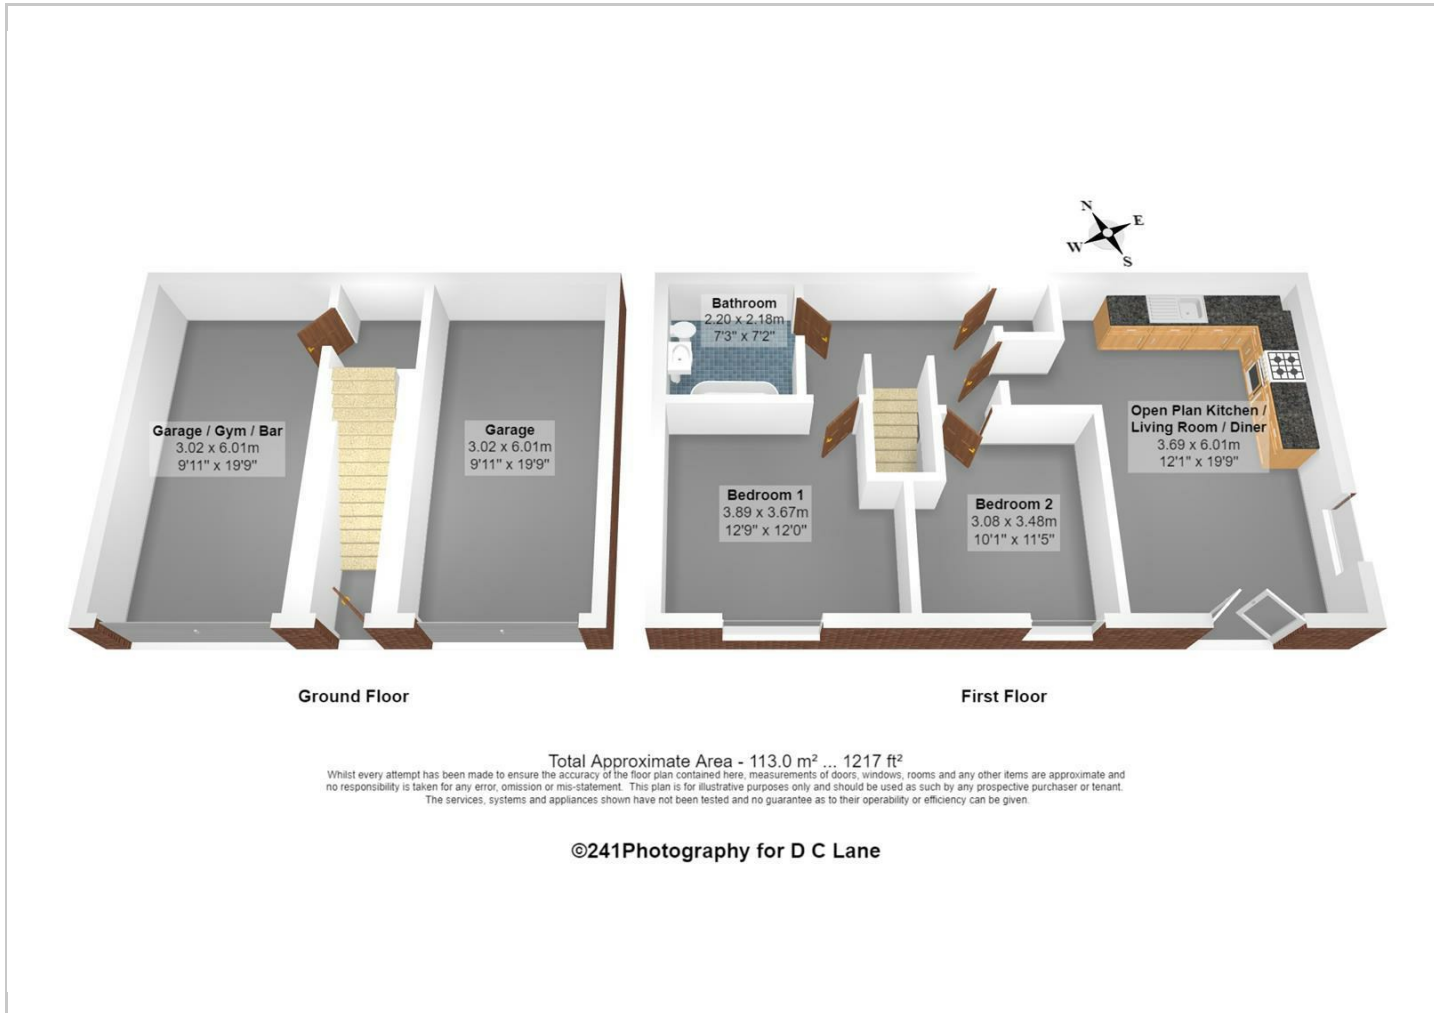 N
E
W
S
Garage / Gym / Bar
3.02 x 6.01m
9'11" x 19'9"
Garage
3.02 x 6.01m
9'11" x 19'9"
Bathroom
2.20 x 2.18m
7'3" x 7'2"
Bedroom 1
3.89 x 3.67m
12'9" x 12'0"
Bedroom 2
3.08 x 3.48m
10'1" x 11'5"
Open Plan Kitchen /
Living Room / Diner
3.69 x 6.01m
12'1" x 19'9"
Ground Floor
First Floor
Total Approximate Area - 113.0 m² ... 1217 ft²
Whilst every attempt has been made to ensure the accuracy of the floor plan contained here, measurements of doors, windows, rooms and any other items are approximate and
no responsibility is taken for any error, omission or mis-statement. This plan is for illustrative purposes only and should be used as such by any prospective purchaser or tenant.
The services, systems and appliances shown have not been tested and no guarantee as to their operability or efficiency can be given.
©241Photography for D C Lane